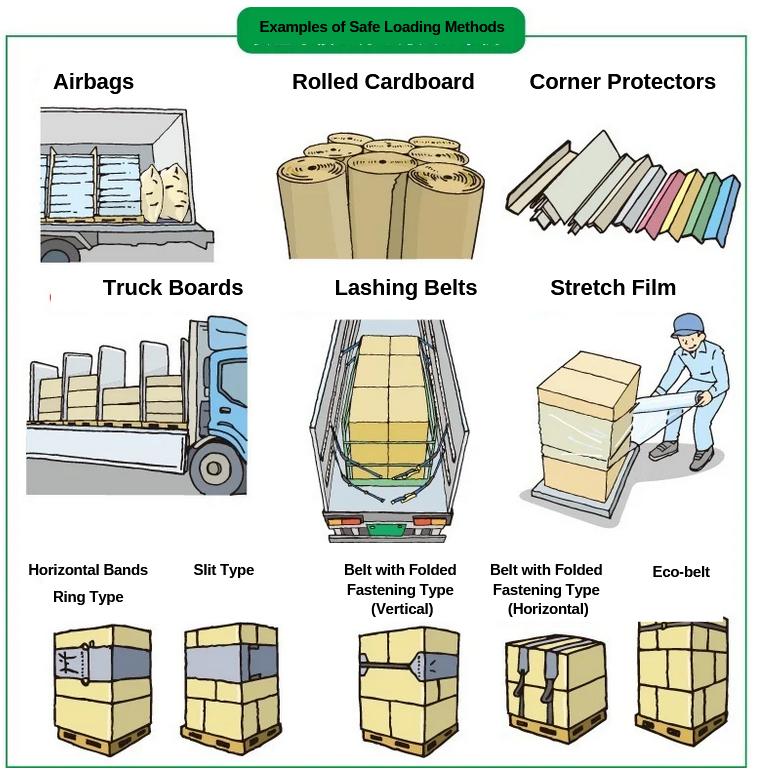 Examples of Safe Loading Methods
Airbags
Rolled Cardboard
Corner Protectors
Truck Boards
Lashing Belts
Stretch Film
Horizontal Bands
Ring Type
Slit Type
Belt with Folded
Fastening Type
(Vertical)
Belt with Folded
Fastening Type
(Horizontal)
Eco-belt